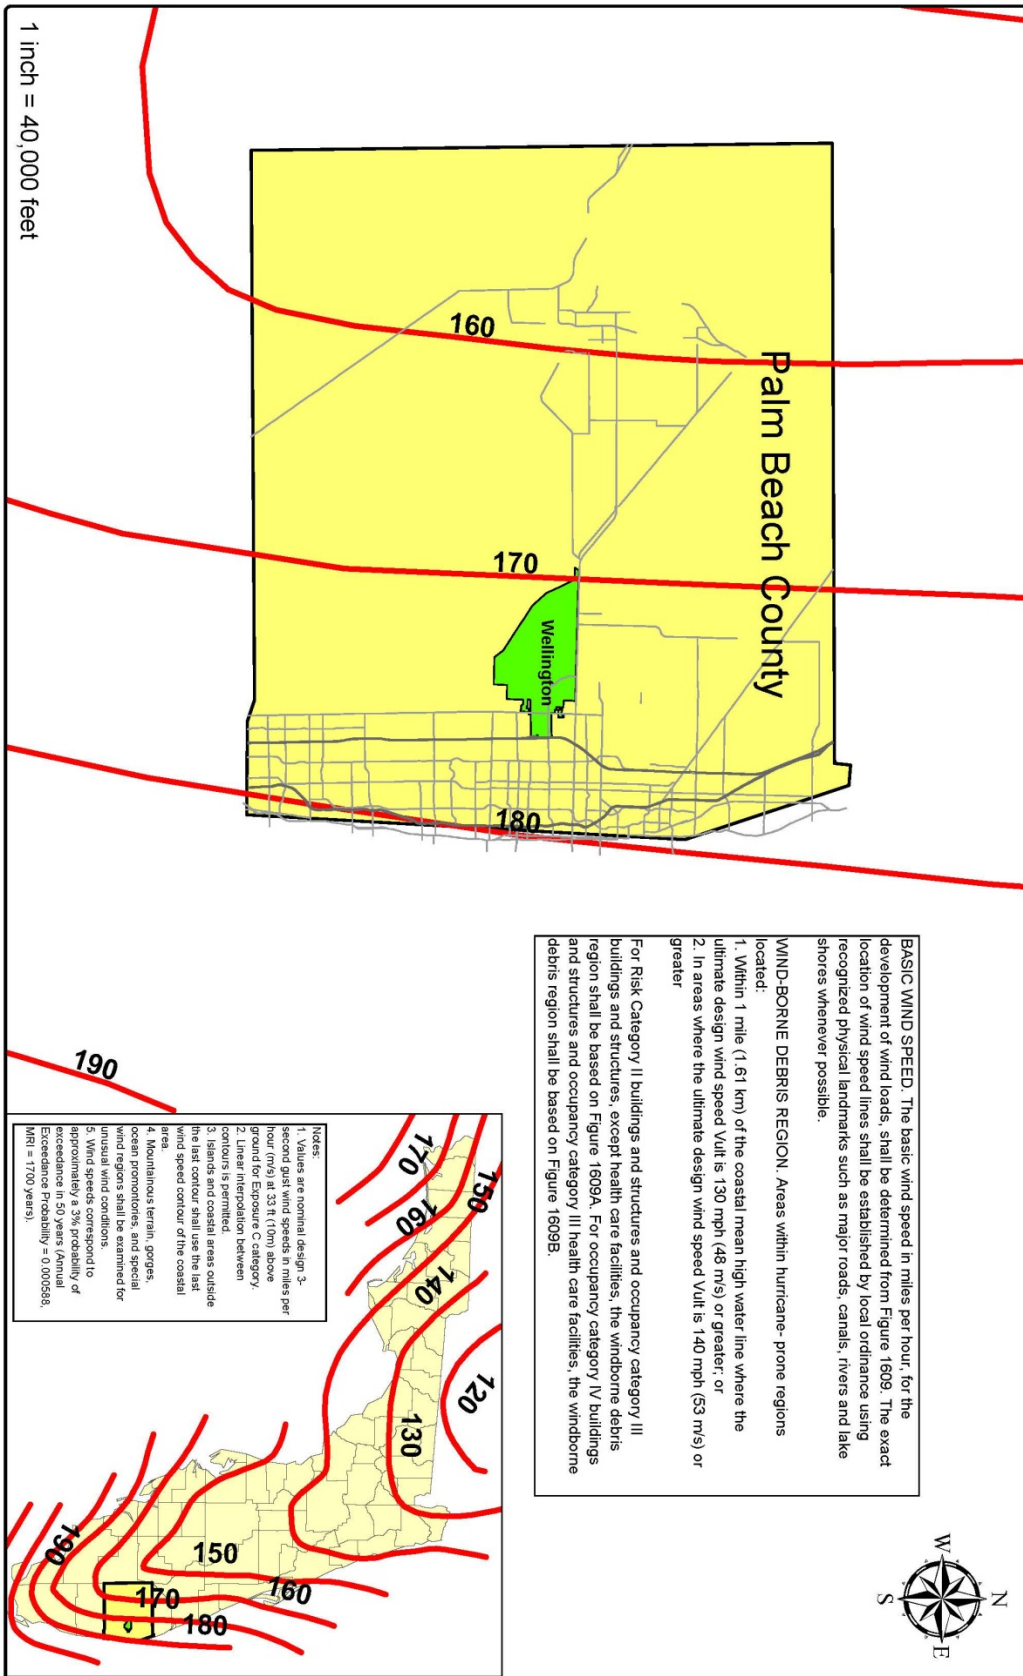 160
Palm Beach County
170
Wellington
180
190
1 inch = 40,000 feet
BASIC WIND SPEED. The basic wind speed in miles per hour, for the
development of wind loads, shall be determined from Figure 1609. The exact
location of wind speed lines shall be established by local ordinance using
recognized physical landmarks such as major roads, canals, rivers and lake
shores whenever possible.
WIND-BORNE DEBRIS REGION. Areas within hurricane- prone regions
located:
1. Within 1 mile (1.61 km) of the coastal mean high water line where the
ultimate design wind speed Vult is 130 mph (48 m/s) or greater; or
2. In areas where the ultimate design wind speed Vult is 140 mph (53 m/s) or
greater
For Risk Category II buildings and structures and occupancy category III
buildings and structures, except health care facilities, the windborne debris
region shall be based on Figure 1609A. For occupancy category IV buildings
and structures and occupancy category III health care facilities, the windborne
debris region shall be based on Figure 1609B.
N
W
E
S
150
170
160
140
120
130
150
190
170
160
180
Notes:
1. Values are nominal design 3-
second gust wind speeds in miles per
hour (m/s) at 33 ft (10m) above
ground for Exposure C category.
2. Linear interpolation between
contours is permitted.
3. Islands and coastal areas outside
the last contour shall use the last
wind speed contour of the coastal
area.
4. Mountainous terrain, gorges,
ocean promontories, and special
wind regions shall be examined for
unusual wind conditions.
5. Wind speeds correspond to
approximately a 3% probability of
exceedance in 50 years (Annual
Exceedance Probability = 0.000588,
MRI = 1700 years).